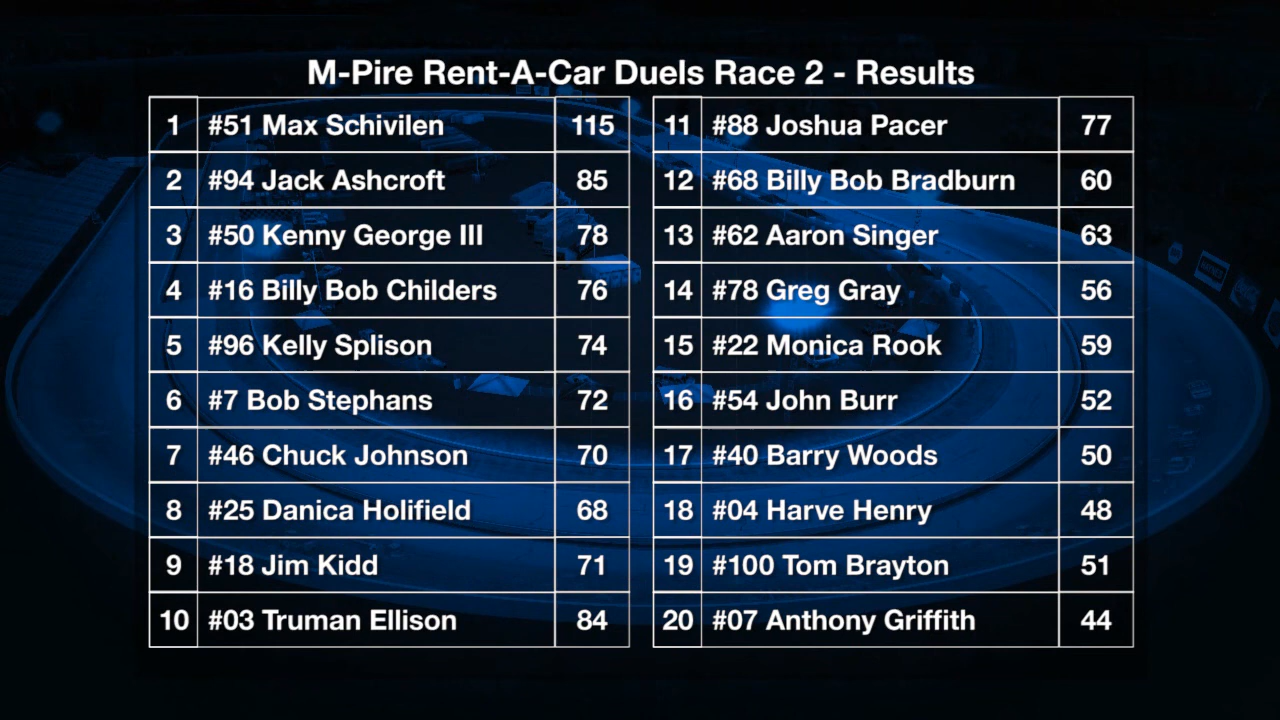 M-Pire Rent-A-Car Duels Race 2 - Results
1 #51 Max Schivilen 115
2 #94 Jack Ashcroft 85
3 #50 Kenny George III 78
4 #16 Billy Bob Childers 76
5 #96 Kelly Splison 74
6 #7 Bob Stephans 72
7 #46 Chuck Johnson 70
8 #25 Danica Holifield 68
9 #18 Jim Kidd 71
10 #03 Truman Ellison 84
11 #88 Joshua Pacer 77
12 #68 Billy Bob Bradburn 60
13 #62 Aaron Singer 63
14 #78 Greg Gray 56
15 #22 Monica Rook 59
16 #54 John Burr 52
17 #40 Barry Woods 50
18 #04 Harve Henry 48
19 #100 Tom Brayton 51
20 #07 Anthony Griffith 44